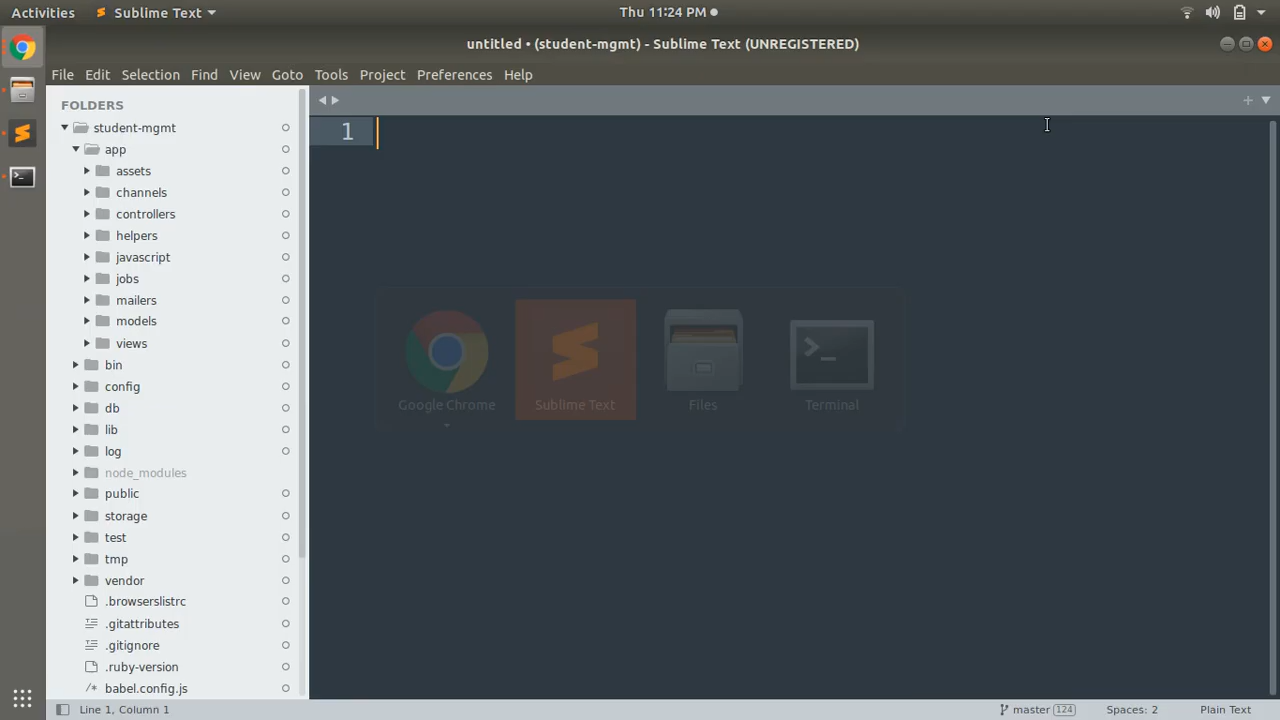 Activities Sublime Text Thu 11:24 PM
untitled • (student-mgmt) - Sublime Text (UNREGISTERED)
File Edit Selection Find View Goto Tools Project Preferences Help
FOLDERS
student-mgmt
app
assets
channels
controllers
helpers
javascript
jobs
mailers
models
views
bin
config
db
lib
log
node_modules
public
storage
test
tmp
vendor
.browserslistrc
.gitattributes
.gitignore
.ruby-version
babel.config.js
1
Google Chrome Sublime Text Files Terminal
Line 1, Column 1 master 124 Spaces: 2 Plain Text